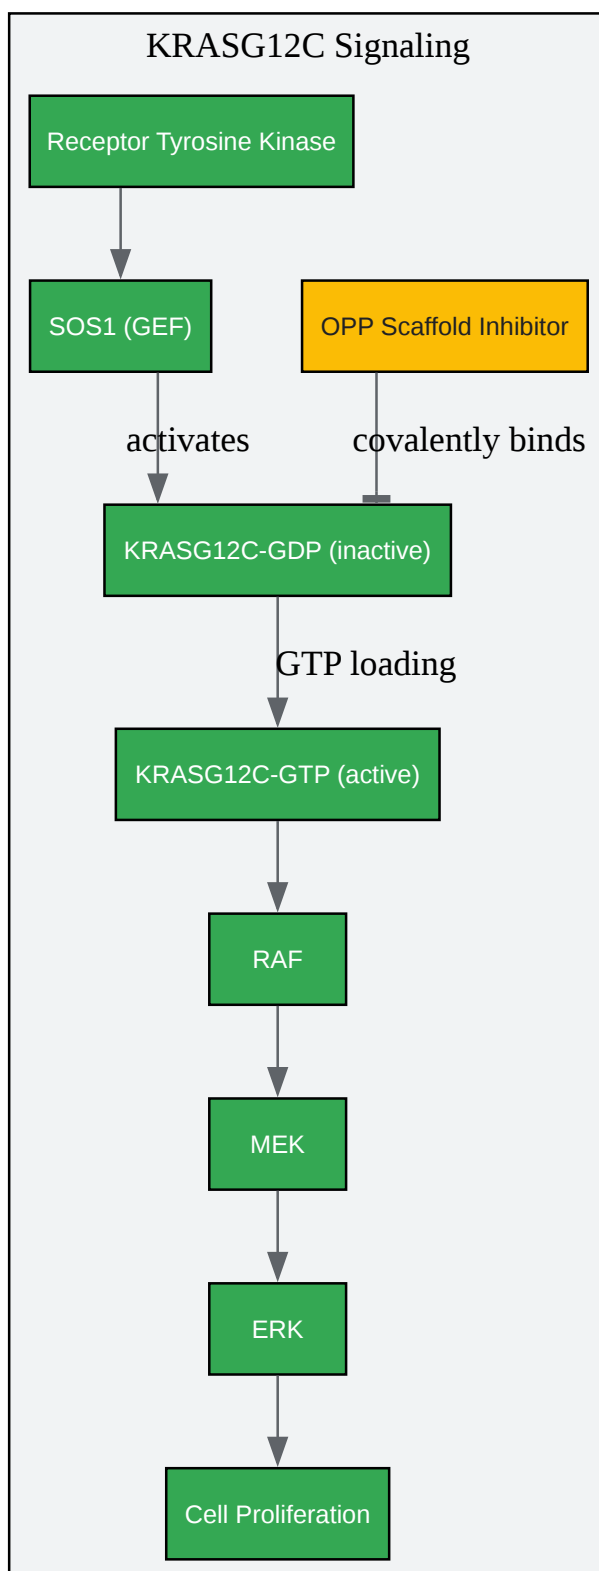 KRASG12C Signaling
Receptor Tyrosine Kinase
SOS1 (GEF)
OPP Scaffold Inhibitor
activates
covalently binds
KRASG12C-GDP (inactive)
GTP loading
KRASG12C-GTP (active)
RAF
MEK
ERK
Cell Proliferation